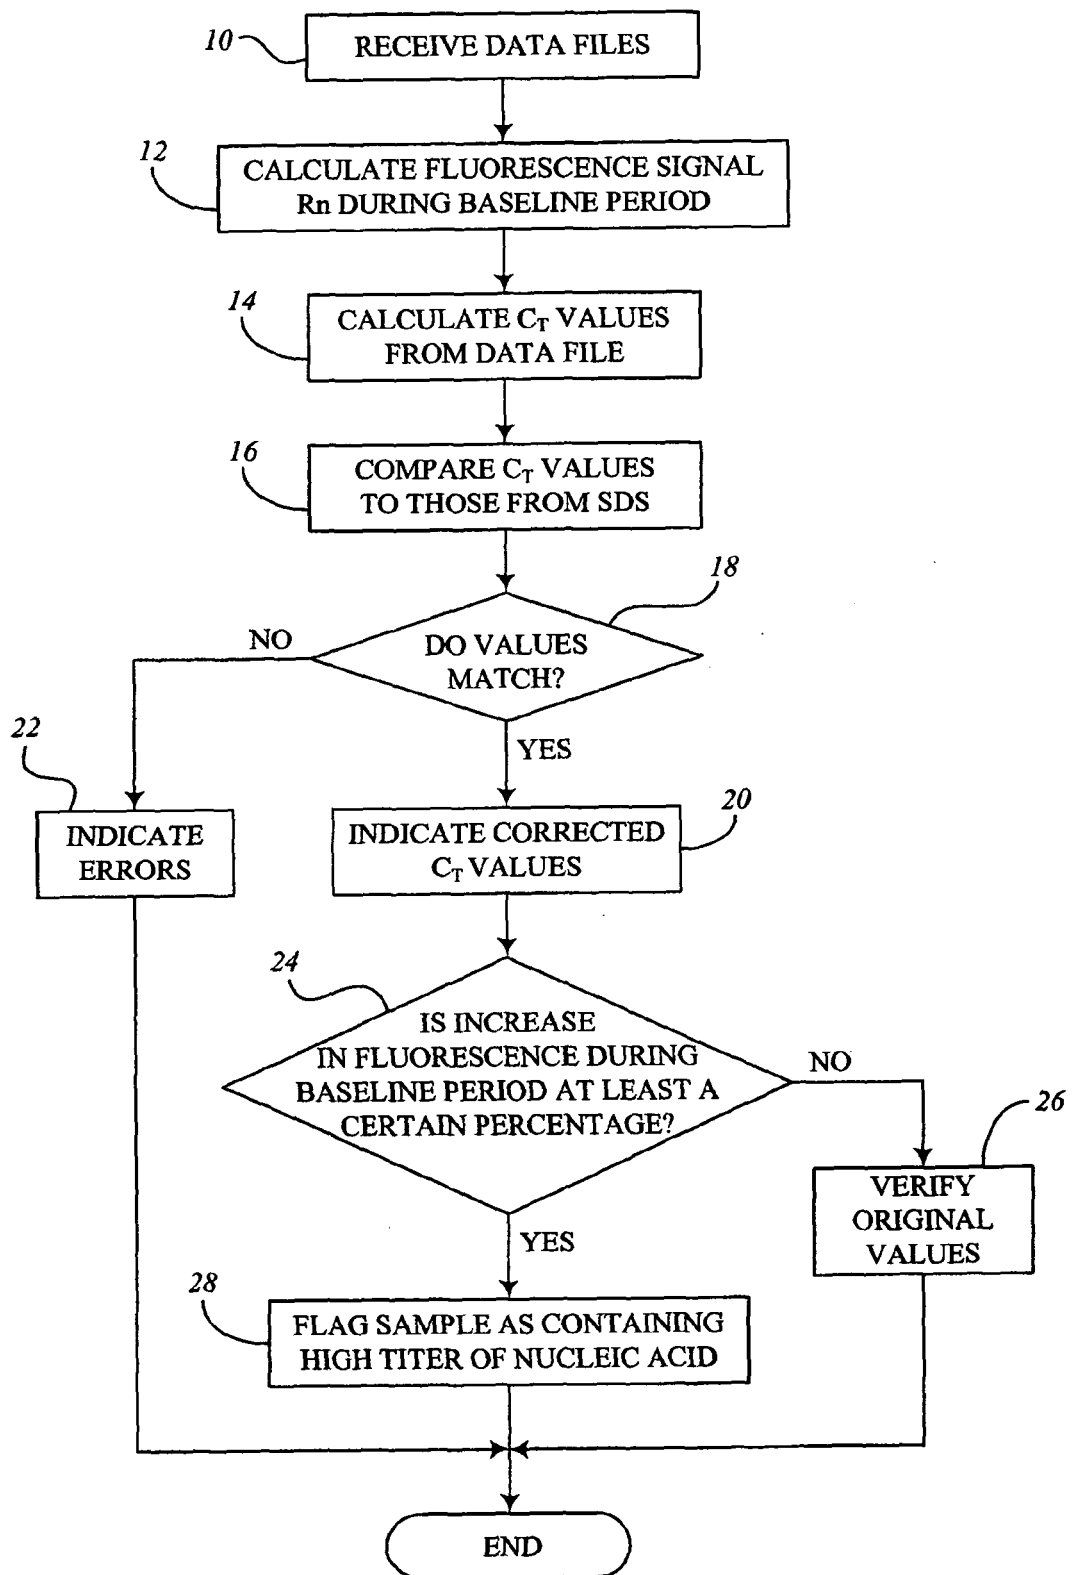 10
RECEIVE DATA FILES
12
CALCULATE FLUORESCENCE SIGNAL
Rn DURING BASELINE PERIOD
14
CALCULATE C_T VALUES
FROM DATA FILE
16
COMPARE C_T VALUES
TO THOSE FROM SDS
18
DO VALUES
MATCH?
NO
YES
22
INDICATE
ERRORS
20
INDICATE CORRECTED
C_T VALUES
24
IS INCREASE
IN FLUORESCENCE DURING
BASELINE PERIOD AT LEAST A
CERTAIN PERCENTAGE?
NO
26
VERIFY
ORIGINAL
VALUES
YES
28
FLAG SAMPLE AS CONTAINING
HIGH TITER OF NUCLEIC ACID
END